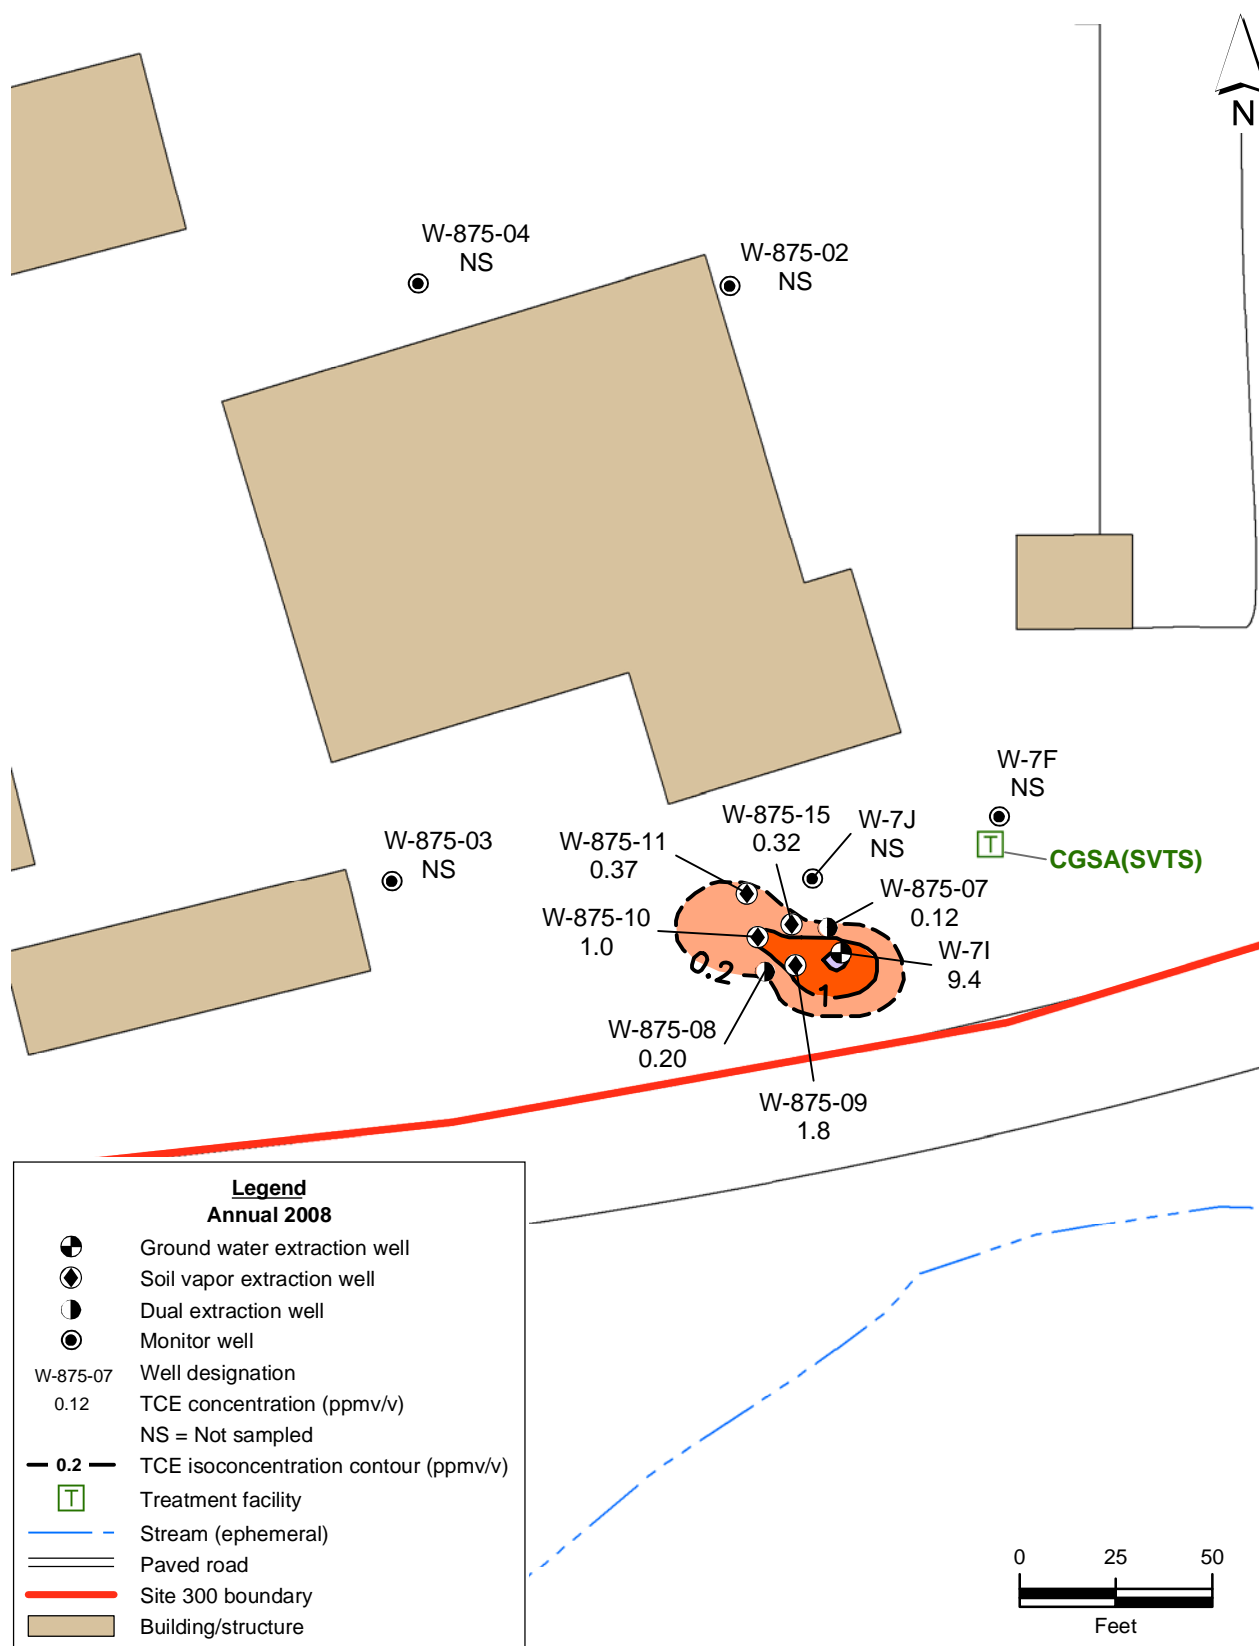 N
W-875-04
NS
W-875-02
NS
W-7F
NS
T
CGSA(SVTS)
W-875-15
0.32
W-7J
NS
W-875-11
0.37
W-875-03
NS
W-875-07
0.12
W-875-10
1.0
W-7I
9.4
0.2
1
W-875-08
0.20
W-875-09
1.8
Legend
Annual 2008
Ground water extraction well
Soil vapor extraction well
Dual extraction well
Monitor well
W-875-07 Well designation
0.12 TCE concentration (ppmv/v)
NS = Not sampled
0.2 TCE isoconcentration contour (ppmv/v)
T Treatment facility
Stream (ephemeral)
Paved road
Site 300 boundary
Building/structure
0 25 50
Feet